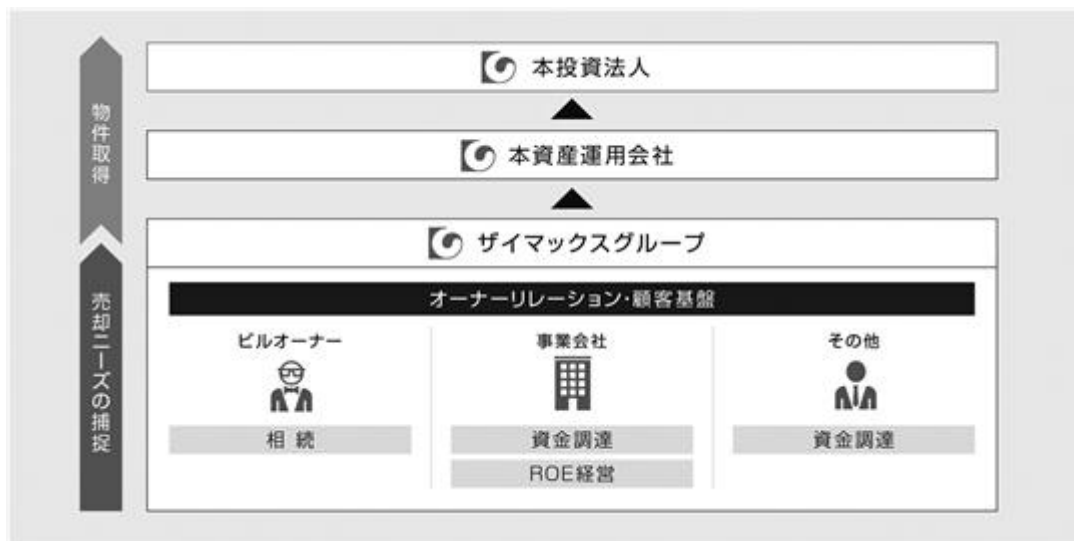 本投資法人
本資産運用会社
ザイマックスグループ
オーナーリレーション・顧客基盤
ビルオーナー
相 続
事業会社
資金調達
ROE経営
その他
資金調達
物件取得
売却ニーズの捕捉